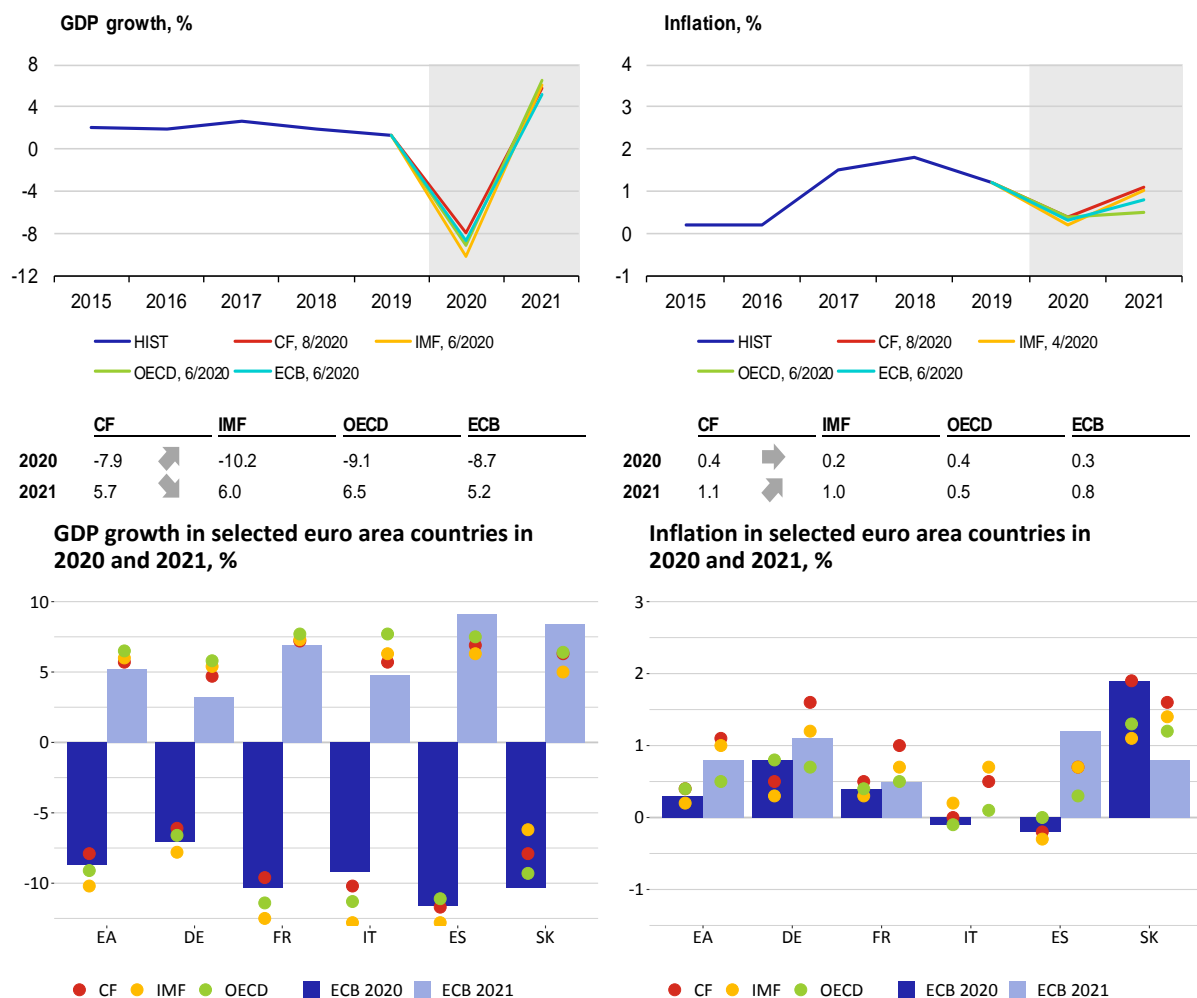 GDP growth, %
8
4
0
-4
-8
-12
2015 2016 2017 2018 2019 2020 2021
HIST CF, 8/2020 IMF, 6/2020
OECD, 6/2020 ECB, 6/2020
CF IMF OECD ECB
2020 -7.9 -10.2 -9.1 -8.7
2021 5.7 6.0 6.5 5.2
Inflation, %
4
3
2
1
0
-1
2015 2016 2017 2018 2019 2020 2021
HIST CF, 8/2020 IMF, 4/2020
OECD, 6/2020 ECB, 6/2020
CF IMF OECD ECB
2020 0.4 0.2 0.4 0.3
2021 1.1 1.0 0.5 0.8
GDP growth in selected euro area countries in
2020 and 2021, %
10
5
0
-5
-10
EA DE FR IT ES SK
CF IMF OECD ECB 2020 ECB 2021
Inflation in selected euro area countries in
2020 and 2021, %
3
2
1
0
-1
EA DE FR IT ES SK
CF IMF OECD ECB 2020 ECB 2021